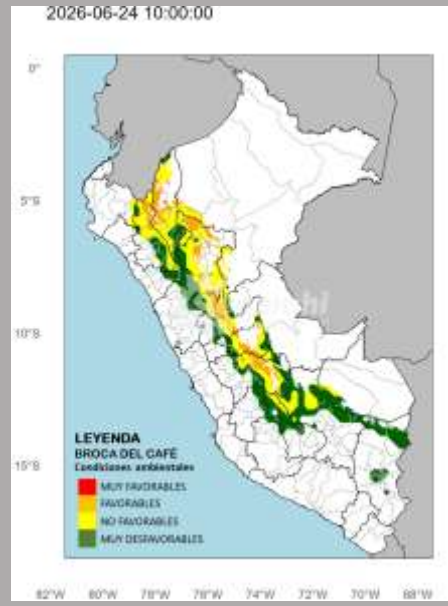 2026-06-24 10:00:00
0°
5°S
10°S
15°S
LEYENDA
BROCA DEL CAFÉ
Condiciones ambientales
MUY FAVORABLES
FAVORABLES
NO FAVORABLES
MUY DESFAVORABLES
82°W 80°W 78°W 76°W 74°W 72°W 70°W 68°W